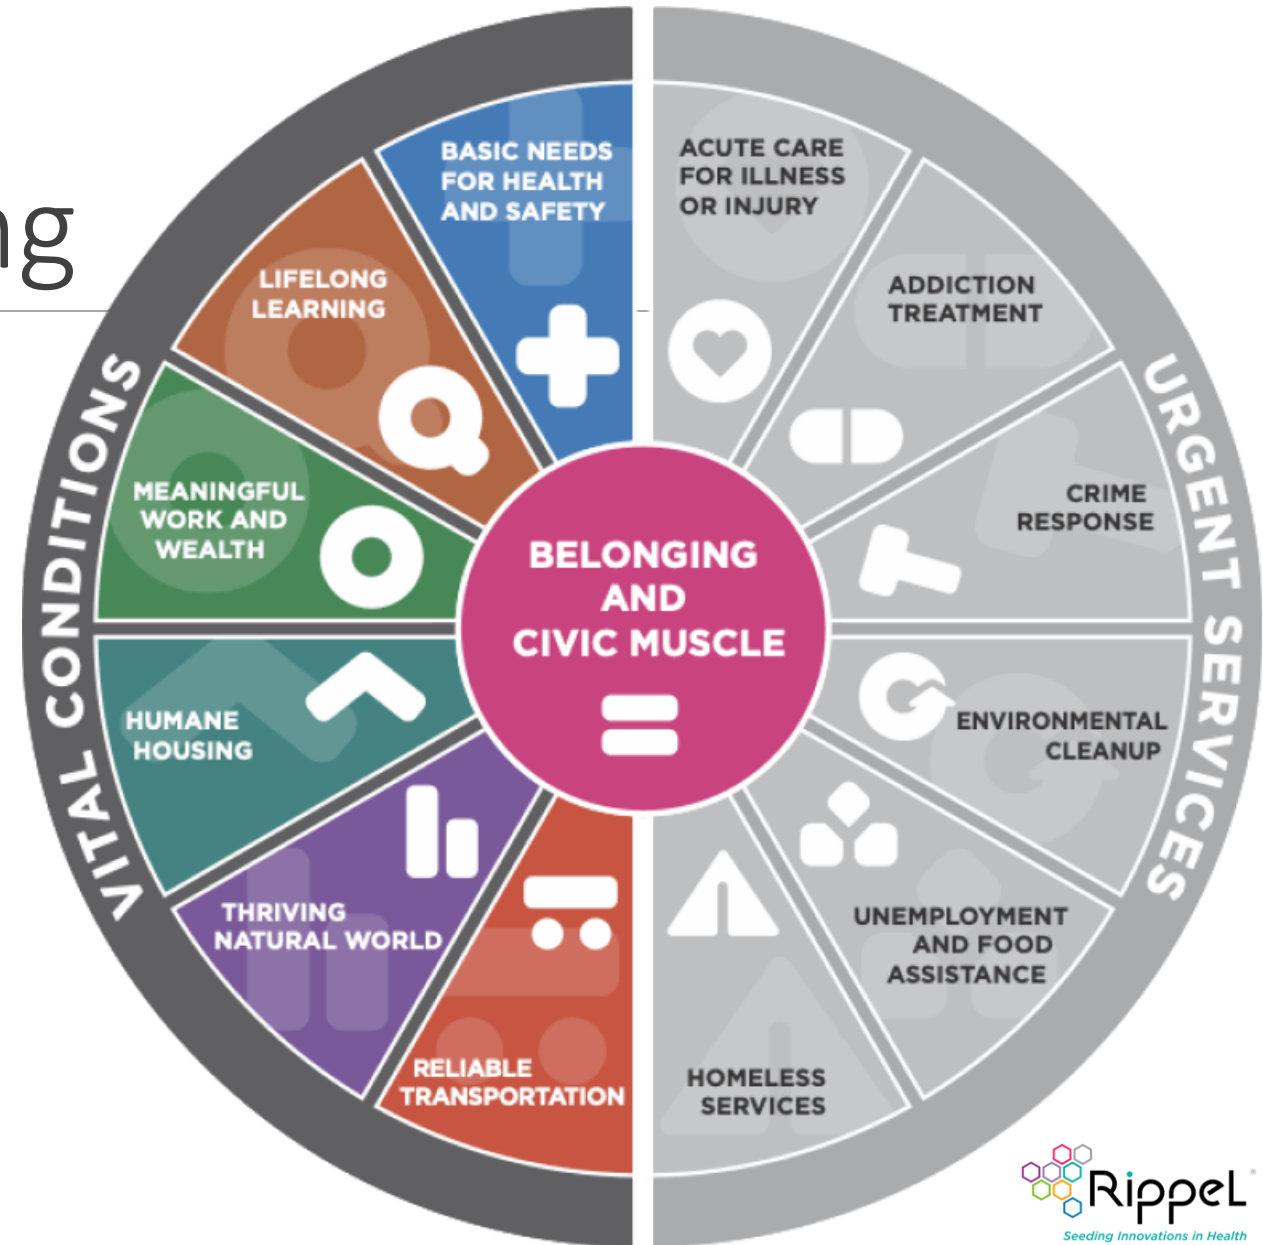 ng
BASIC NEEDS
FOR HEALTH
AND SAFETY
LIFELONG
LEARNING
MEANINGFUL
WORK AND
WEALTH
HUMANE
HOUSING
THRIVING
NATURAL WORLD
RELIABLE
TRANSPORTATION
VITAL CONDITIONS
BELONGING
AND
CIVIC MUSCLE
ACUTE CARE
FOR ILLNESS
OR INJURY
ADDICTION
TREATMENT
CRIME
RESPONSE
ENVIRONMENTAL
CLEANUP
UNEMPLOYMENT
AND FOOD
ASSISTANCE
HOMELESS
SERVICES
URGENT SERVICES
RippeL
Seeding Innovations in Health